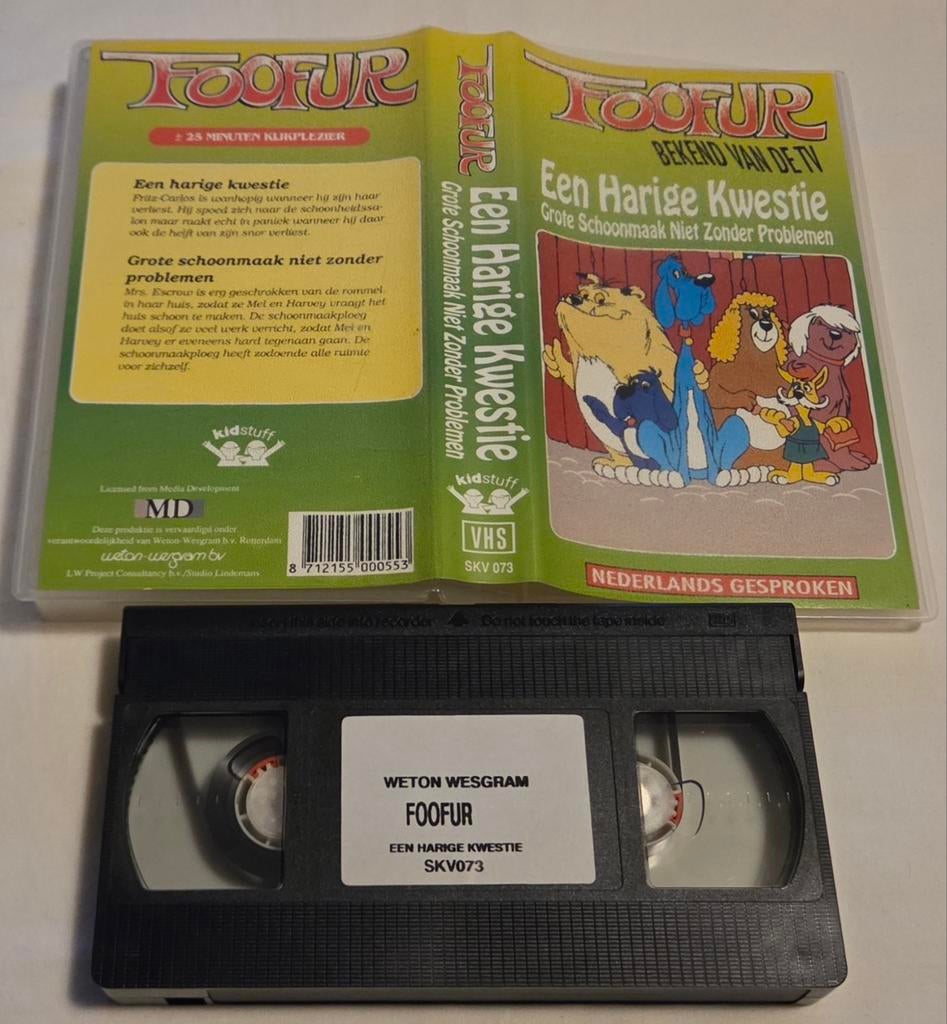 FOOFUR
± 25 MINUTEN KIJKPLEZIER
Een harige kwestie
Fritz-Carlos is wanhopig wanneer hij zijn haar
verliest. Hij spoed zich naar de schoonheidssa-
lon maar raakt echt in paniek wanneer hij daar
ook de helft van zijn snor verliest.
Grote schoonmaak niet zonder
problemen
Mrs. Escrow is erg geschrokken van de rommel
in haar huis, zodat ze Mel en Harvey vraagt het
huis schoon te maken. De schoonmaakploeg
doet alsof ze veel werk verricht, zodat Mel en
Harvey er eveneens hard tegenaan gaan. De
schoonmaakploeg heeft zodoende alle ruimte
voor zichzelf.
kidstuff
Licensed from Media Development
MD
Deze produktie is vervaardigd onder
verantwoordelijkheid van Weton-Wesgram b.v. Rotterdam
weton-wesgram bv
LW Project Consultancy b.v./Studio Lindemans
8 712155 000553
FOOFUR
Een Harige Kwestie
Grote Schoonmaak Niet Zonder Problemen
kidstuff
VHS
SKV 073
FOOFUR
BEKEND VAN DE TV
Een Harige Kwestie
Grote Schoonmaak Niet Zonder Problemen
NEDERLANDS GESPROKEN
Insert this side into recorder Do not touch the tape inside
WETON WESGRAM
FOOFUR
EEN HARIGE KWESTIE
SKV073